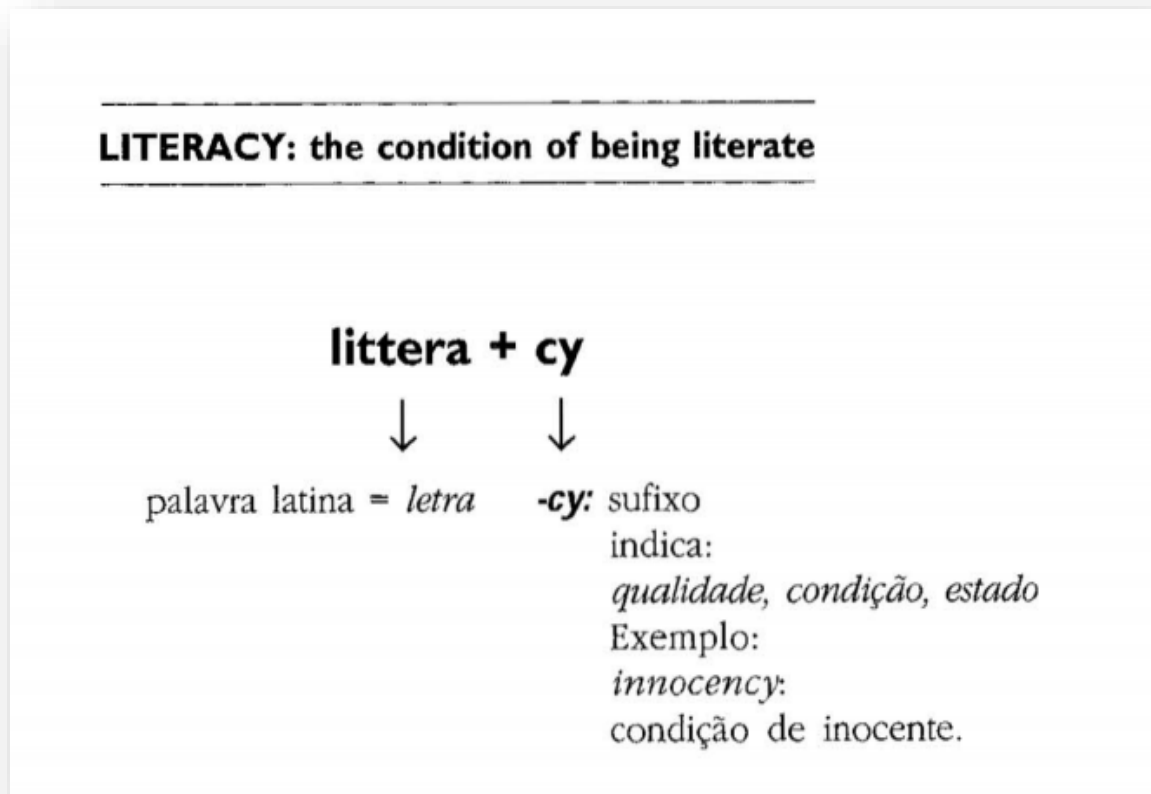 LITERACY: the condition of being literate
littera + cy
↓ ↓
palavra latina = letra -cy: sufixo
indica:
qualidade, condição, estado
Exemplo:
innocency:
condição de inocente.